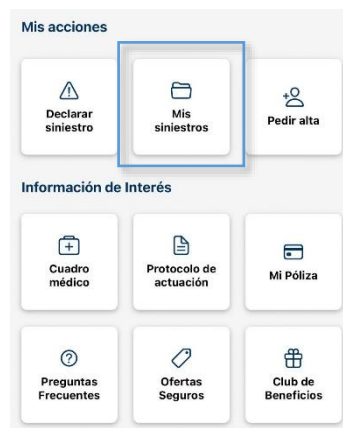 Mis acciones
Declarar
siniestro
Mis
siniestros
Pedir alta
Información de Interés
Cuadro
médico
Protocolo de
actuación
Mi Póliza
Preguntas
Frecuentes
Ofertas
Seguros
Club de
Beneficios